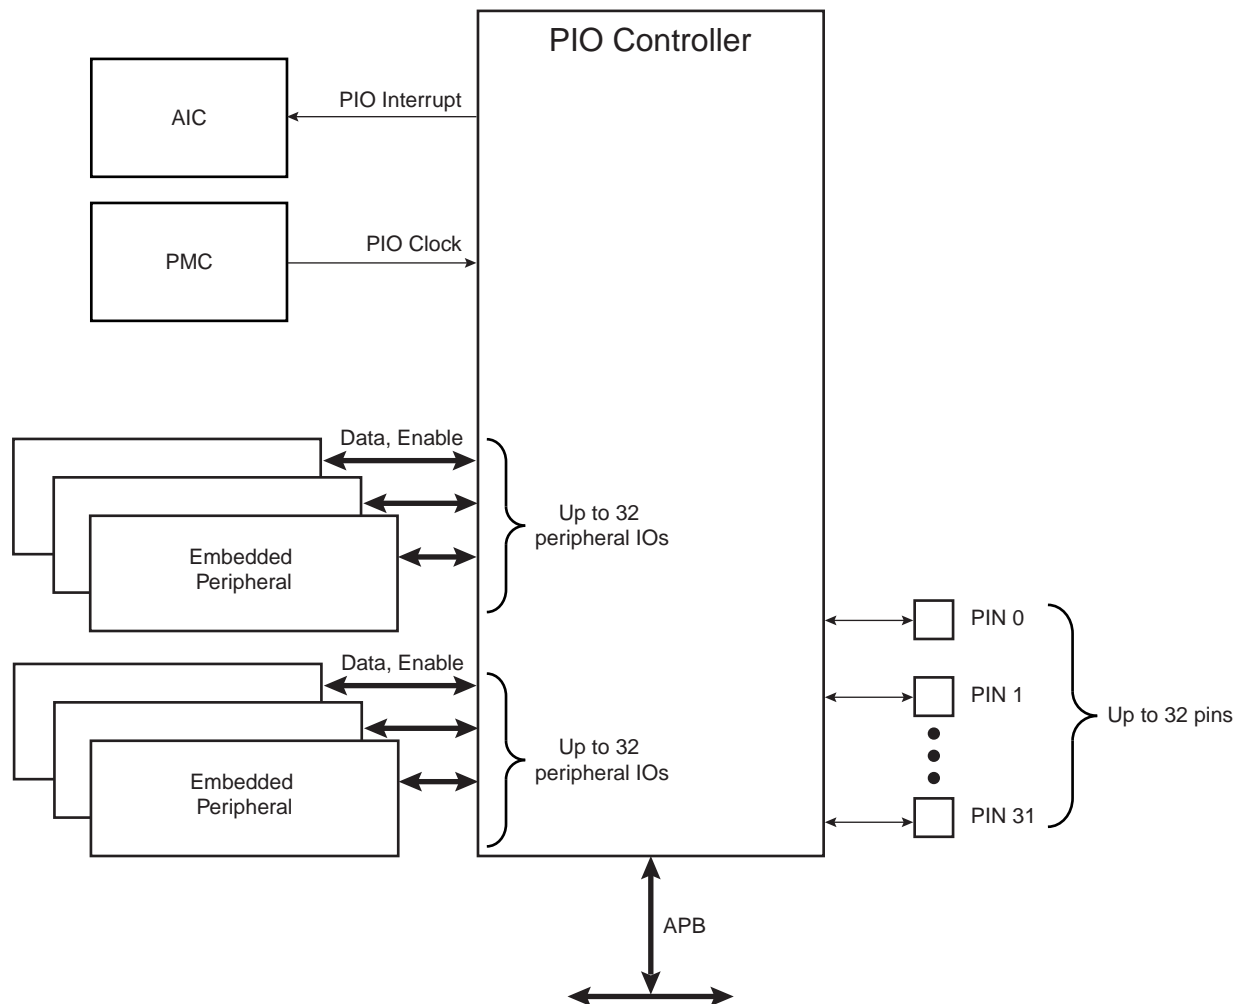 PIO Controller
PIO Interrupt
AIC
PIO Clock
PMC
Data, Enable
Up to 32
peripheral IOs
Embedded
Peripheral
PIN 0
Data, Enable
PIN 1
Up to 32 pins
Up to 32
peripheral IOs
Embedded
Peripheral
PIN 31
APB